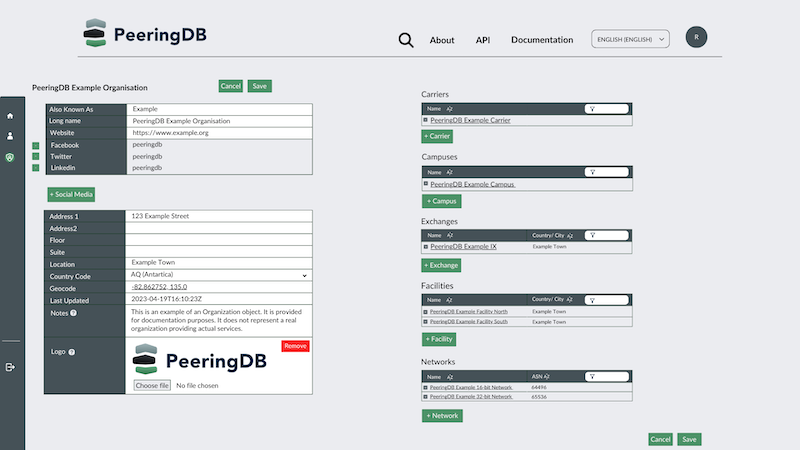 PeeringDB
About
API
Documentation
ENGLISH (ENGLISH)
R
PeeringDB Example Organisation
Cancel
Save
Also Known As Example
Long name PeeringDB Example Organisation
Website https://www.example.org
Facebook peeringdb
Twitter peeringdb
Linkedin peeringdb
+ Social Media
Address 1 123 Example Street
Address2
Floor
Suite
Location Example Town
Country Code AQ (Antartica)
Geocode -82.862752, 135.0
Last Updated 2023-04-19T16:10:23Z
Notes ? This is an example of an Organization object. It is provided
for documentation purposes. It does not represent a real
organization providing actual services.
Logo ?
PeeringDB
Remove
Choose file No file chosen
Carriers
Name
PeeringDB Example Carrier
+ Carrier
Campuses
Name
PeeringDB Example Campus
+ Campus
Exchanges
Name Country/ City
PeeringDB Example IX Example Town
+ Exchange
Facilities
Name Country/ City
PeeringDB Example Facility North Example Town
PeeringDB Example Facility South Example Town
+ Facility
Networks
Name ASN
PeeringDB Example 16-bit Network 64496
PeeringDB Example 32-bit Network 65536
+ Network
Cancel
Save